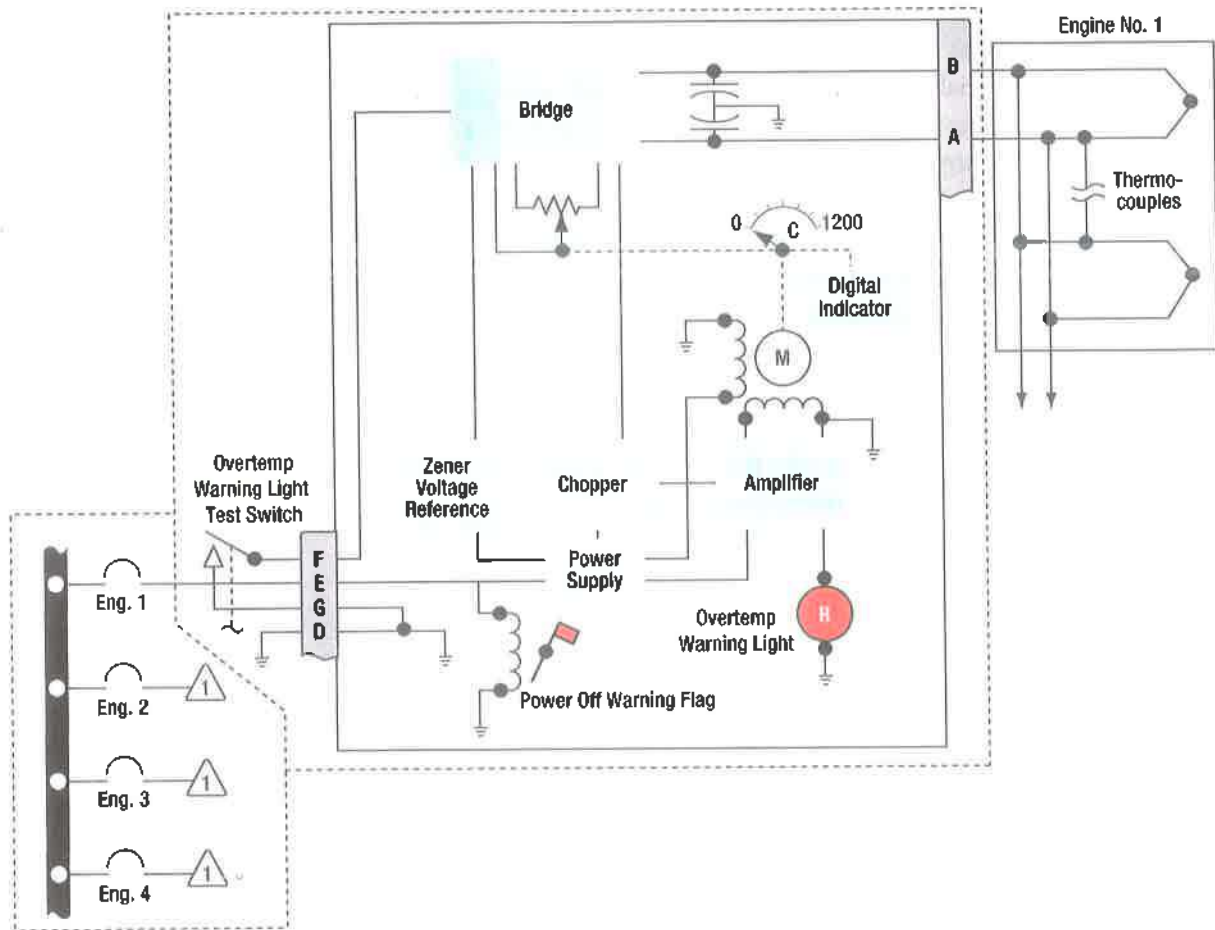 Engine No. 1
B
Bridge
A
Thermo-
couples
0
1200
C
Digital
Indicator
M
Overtemp
Warning Light
Test Switch
Zener
Voltage
Reference
Chopper
Amplifier
F
E
G
D
Power
Supply
Eng. 1
Overtemp
Warning Light
R
Power Off Warning Flag
Eng. 2
1
Eng. 3
1
Eng. 4
1